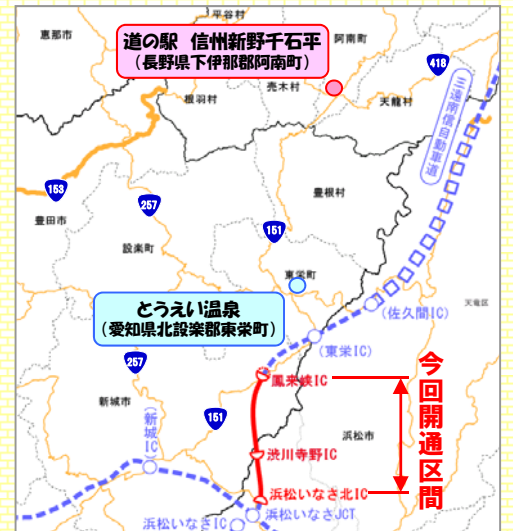 平谷村
恵那市
道の駅 信州新野千石平
(長野県下伊那郡阿南町)
阿南町
418
売木村
根羽村
天龍村
三遠南信自動車道
153
257
豊根村
豊田市
151
設楽町
東栄町
とうえい温泉
(愛知県北設楽郡東栄町)
天竜区
(佐久間IC)
(東栄IC)
257
鳳来峡IC
今回開通区間
新城市
151
(新城IC)
浜松市
渋川寺野IC
浜松いなさ北IC
浜松いなさJCT
浜松いなさIC